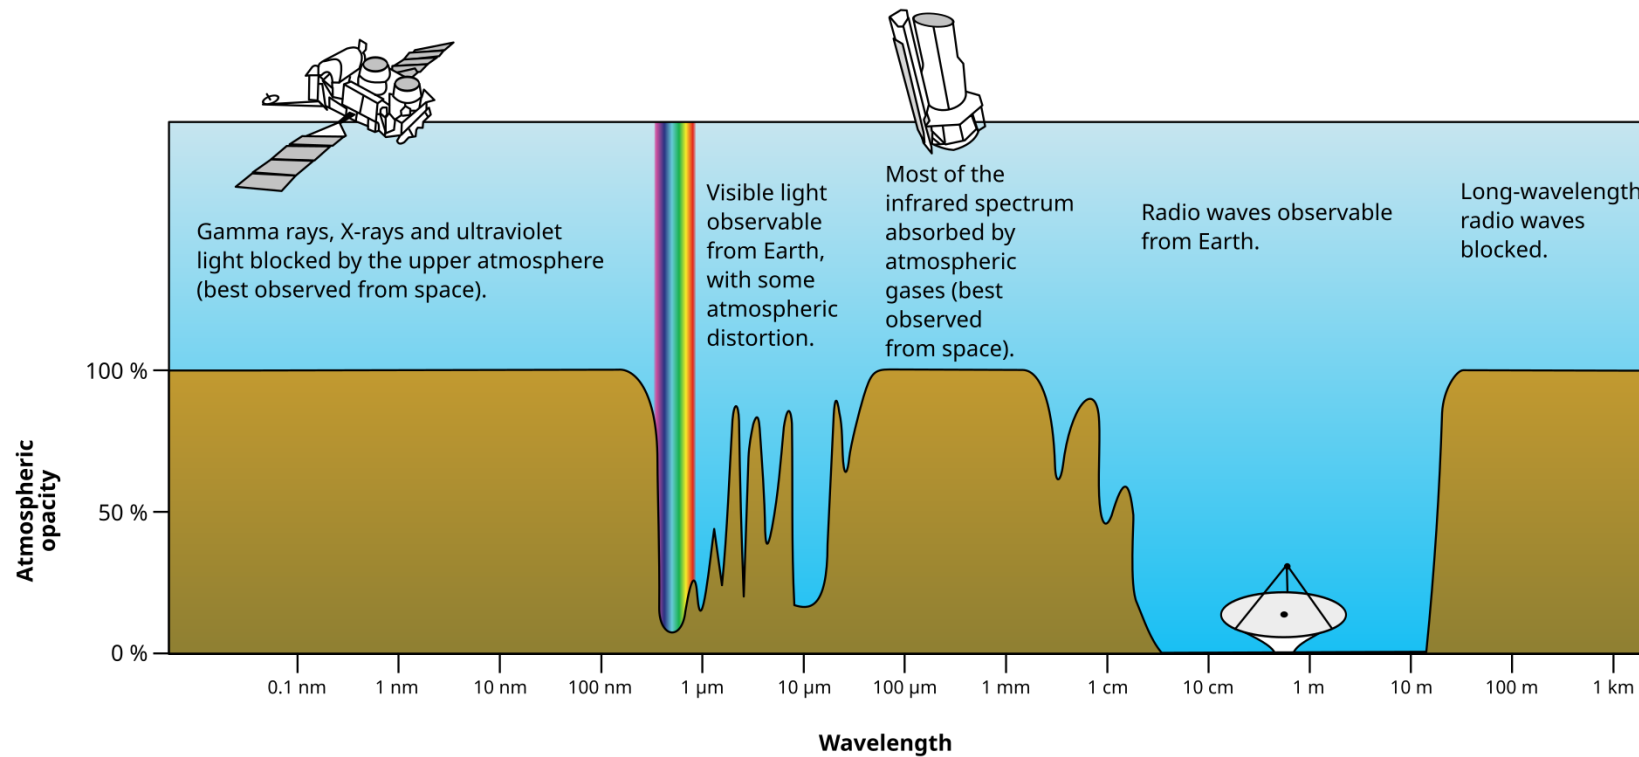 Gamma rays, X-rays and ultraviolet
light blocked by the upper atmosphere
(best observed from space).
Visible light
observable
from Earth,
with some
atmospheric
distortion.
Most of the
infrared spectrum
absorbed by
atmospheric
gases (best
observed
from space).
Radio waves observable
from Earth.
Long-wavelength
radio waves
blocked.
Atmospheric
opacity
100 %
50 %
0 %
0.1 nm
1 nm
10 nm
100 nm
1 µm
10 µm
100 µm
1 mm
1 cm
10 cm
1 m
10 m
100 m
1 km
Wavelength